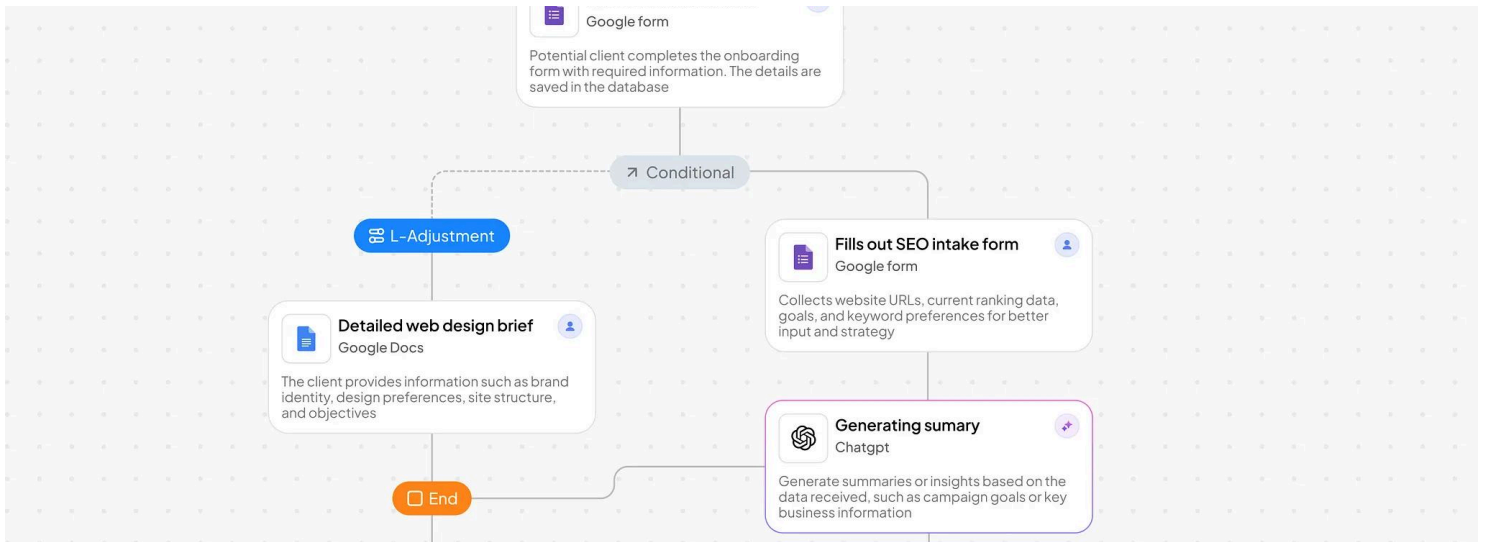 Google form
Potential client completes the onboarding
form with required information. The details are
saved in the database
Conditional
L-Adjustment
Fills out SEO intake form
Google form
Collects website URLs, current ranking data,
goals, and keyword preferences for better
input and strategy
Detailed web design brief
Google Docs
The client provides information such as brand
identity, design preferences, site structure,
and objectives
Generating sumary
Chatgpt
Generate summaries or insights based on the
data received, such as campaign goals or key
business information
End